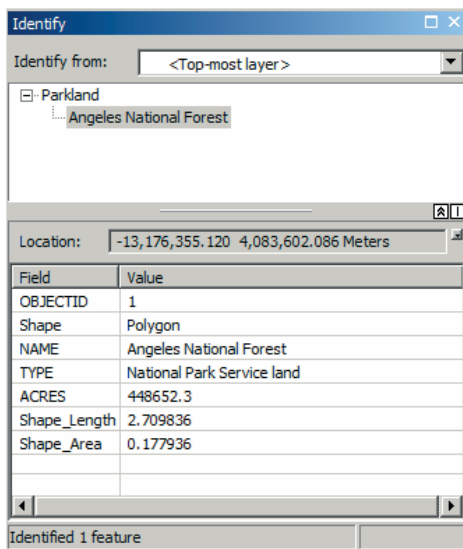 Identify
Identify from: <Top-most layer>
Parkland
Angeles National Forest
Location: -13,176,355.120 4,083,602.086 Meters
Field Value
OBJECTID 1
Shape Polygon
NAME Angeles National Forest
TYPE National Park Service land
ACRES 448652.3
Shape_Length 2.709836
Shape_Area 0.177936
Identified 1 feature